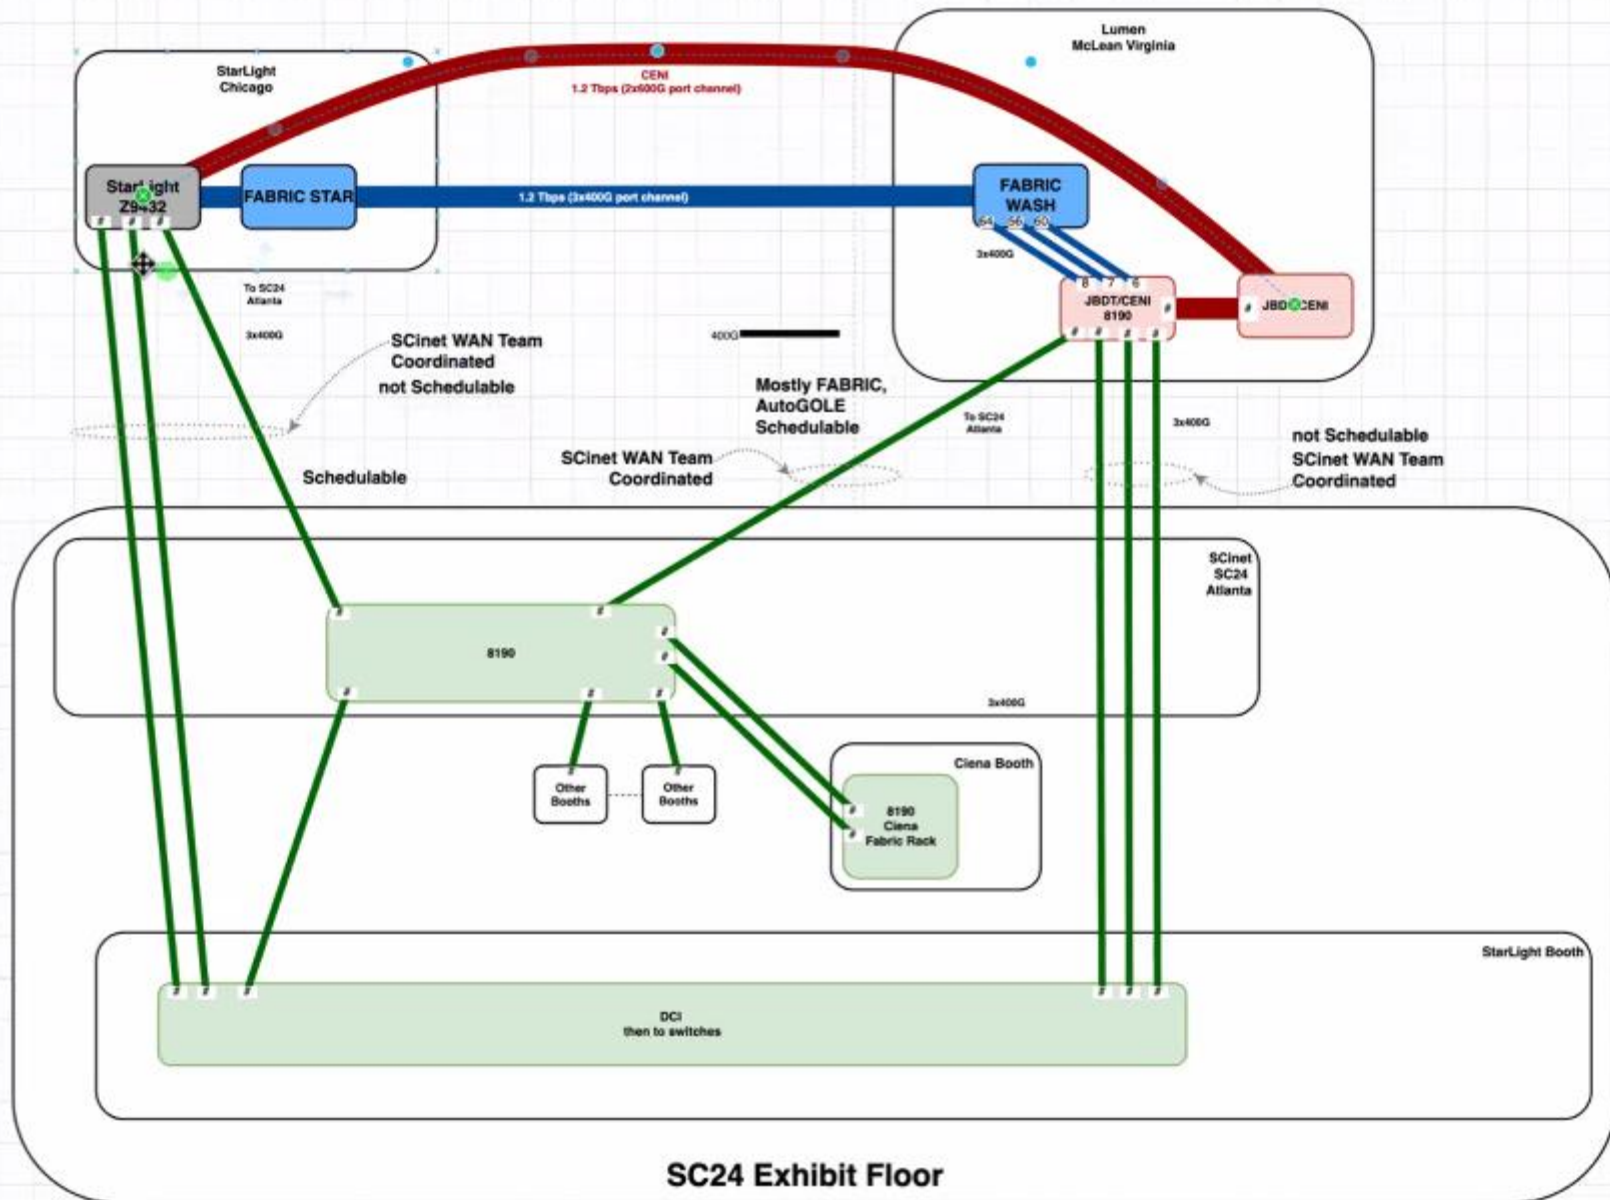 StarLight
Chicago
Lumen
McLean Virginia
CENI
1.2 Tbps (2x600G port channel)
StarLight
Z9432
# # #
FABRIC STAR
1.2 Tbps (3x400G port channel)
FABRIC
WASH
64 56 60
3x400G
8 7 6
JBDT/CENI
8190
#
# # # #
#
JBDT/CENI
To SC24
Atlanta
3x400G
SCinet WAN Team
Coordinated
not Schedulable
400G
Mostly FABRIC,
AutoGOLE
Schedulable
To SC24
Atlanta
3x400G
not Schedulable
SCinet WAN Team
Coordinated
SCinet WAN Team
Coordinated
Schedulable
SCinet
SC24
Atlanta
# #
#
8190
#
# # #
3x400G
Other
Booths
Other
Booths
Ciena Booth
#
#
8190
Ciena
Fabric Rack
StarLight Booth
# # # # # #
DCI
then to switches
SC24 Exhibit Floor